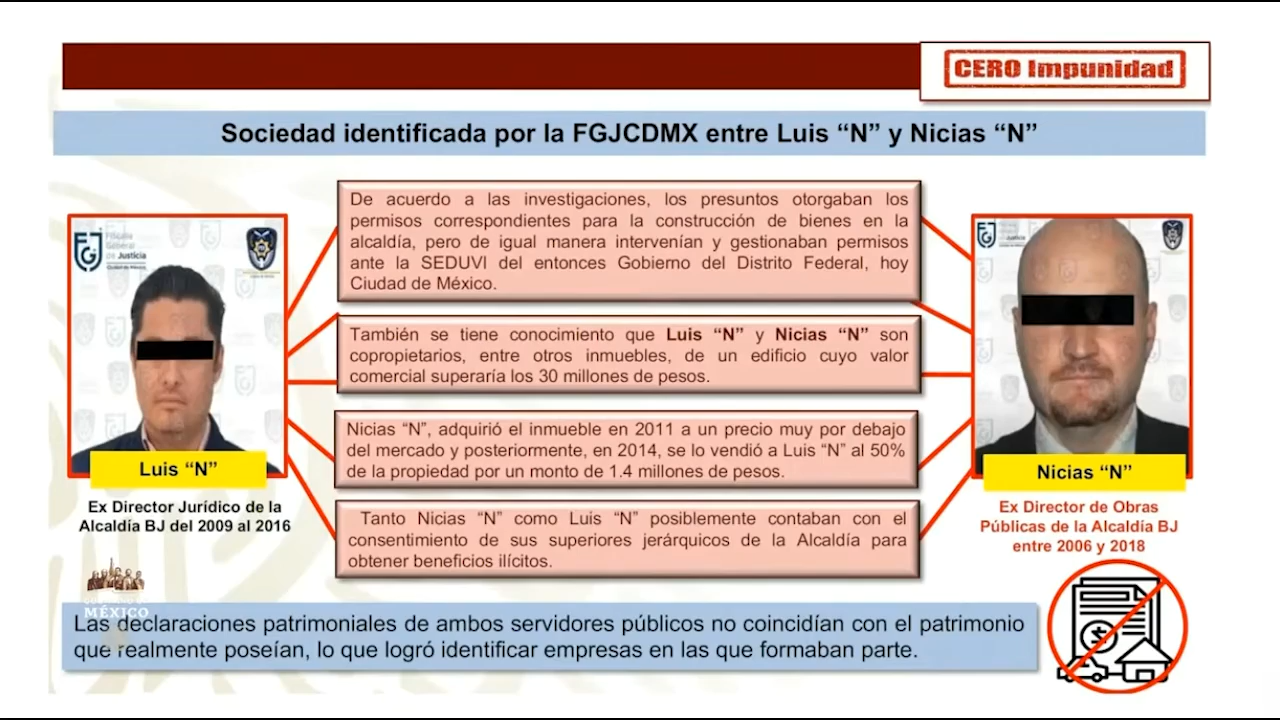 CERO Impunidad
Sociedad identificada por la FGJCDMX entre Luis “N” y Nicias “N”
De acuerdo a las investigaciones, los presuntos otorgaban los
permisos correspondientes para la construcción de bienes en la
alcaldía, pero de igual manera intervenían y gestionaban permisos
ante la SEDUVI del entonces Gobierno del Distrito Federal, hoy
Ciudad de México.
Fiscalía
General
de Justicia
Ciudad de México
También se tiene conocimiento que Luis “N” y Nicias “N” son
copropietarios, entre otros inmuebles, de un edificio cuyo valor
comercial superaría los 30 millones de pesos.
Nicias “N”, adquirió el inmueble en 2011 a un precio muy por debajo
del mercado y posteriormente, en 2014, se lo vendió a Luis “N” al 50%
de la propiedad por un monto de 1.4 millones de pesos.
Tanto Nicias “N” como Luis “N” posiblemente contaban con el
consentimiento de sus superiores jerárquicos de la Alcaldía para
obtener beneficios ilícitos.
Luis “N”
Ex Director Jurídico de la
Alcaldía BJ del 2009 al 2016
Nicias “N”
Ex Director de Obras
Públicas de la Alcaldía BJ
entre 2006 y 2018
MÉXICO
Las declaraciones patrimoniales de ambos servidores públicos no coincidían con el patrimonio
que realmente poseían, lo que logró identificar empresas en las que formaban parte.